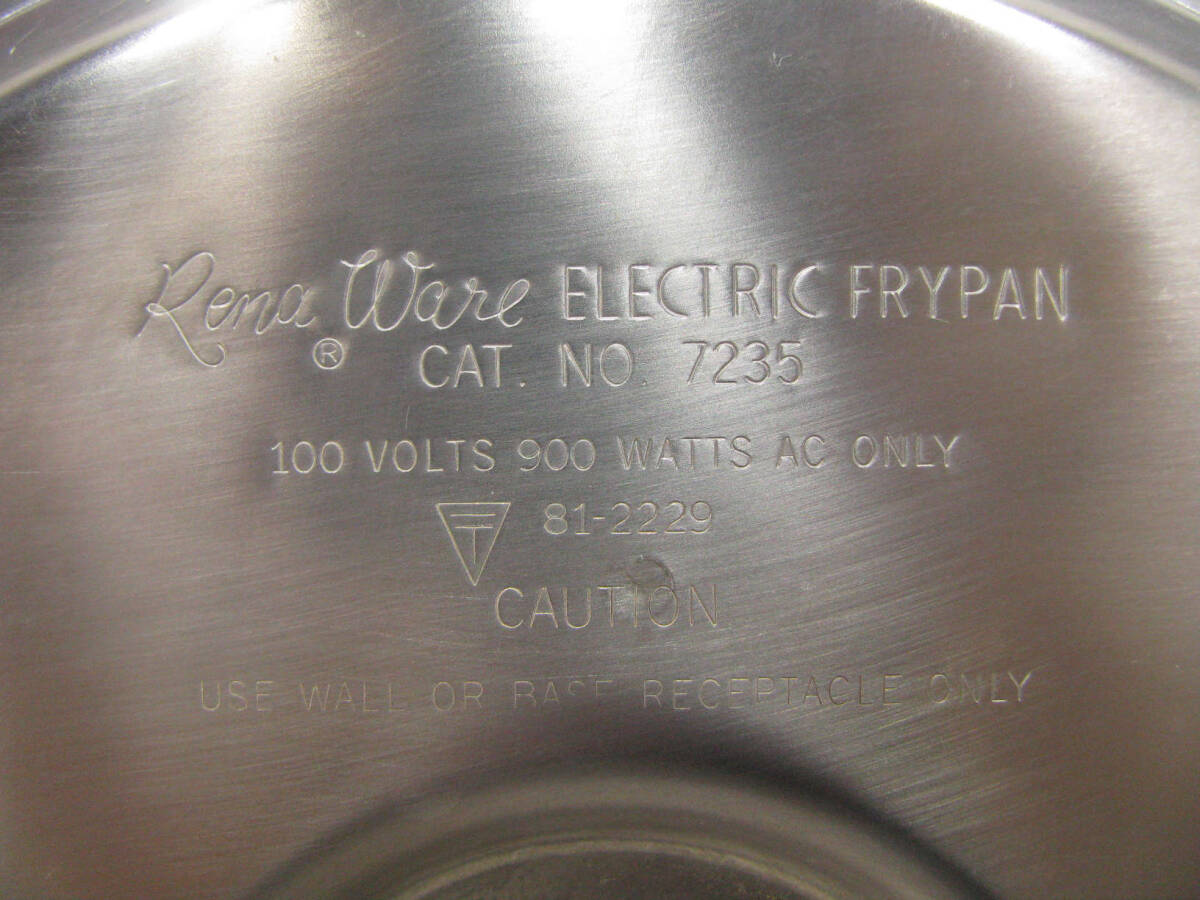 Rena Ware ELECTRIC FRYPAN
® CAT. NO. 7235
100 VOLTS 900 WATTS AC ONLY
81-2229
CAUTION
USE WALL OR BASE RECEPTACLE ONLY